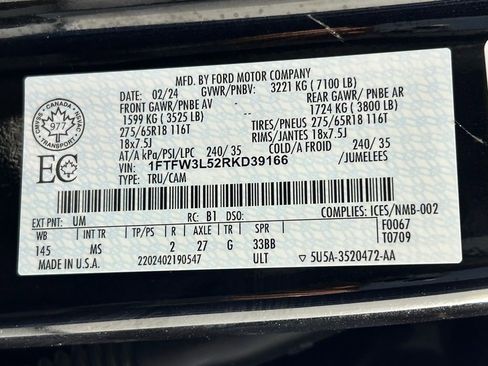 MFD. BY FORD MOTOR COMPANY
DATE: 02/24 GVWR/PNBV: 3221 KG ( 7100 LB)
FRONT GAWR/PNBE AV REAR GAWR/ PNBE AR
1599 KG ( 3525 LB) 1724 KG ( 3800 LB)
275/65R18 116T TIRES/PNEUS 275/65R18 116T
18x7.5J RIMS/JANTES 18x7.5J
AT/A kPa/PSI/LPC 240/ 35 COLD/A FROID 240/ 35
VIN: 1FTFW3L52RKD39166 /JUMELEES
TYPE: TRU/CAM
CANADA
977
EC
EXT PNT: UM RC: B1 DSO: COMPLIES: ICES/NMB-002
WB INT TR TP/PS R AXLE TR SPR F0067
145 MS 2 27 G 33BB T0709
MADE IN U.S.A. 2202402190547 ULT ▽ 5U5A-3520472-AA